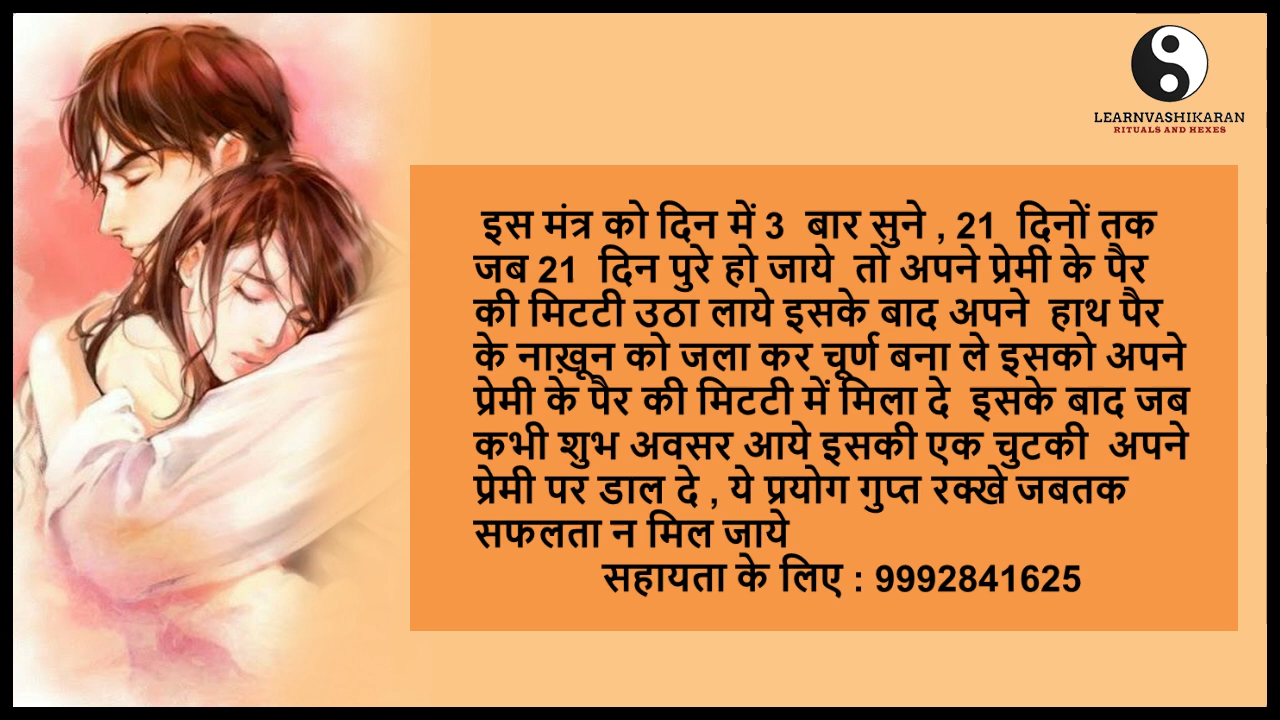 LEARNVASHIKARAN
RITUALS AND HEXES
इस मंत्र को दिन में 3 बार सुने , 21 दिनों तक
जब 21 दिन पुरे हो जाये तो अपने प्रेमी के पैर
की मिटटी उठा लाये इसके बाद अपने हाथ पैर
के नाख़ून को जला कर चूर्ण बना ले इसको अपने
प्रेमी के पैर की मिटटी में मिला दे इसके बाद जब
कभी शुभ अवसर आये इसकी एक चुटकी अपने
प्रेमी पर डाल दे , ये प्रयोग गुप्त रक्खे जबतक
सफलता न मिल जाये
सहायता के लिए : 9992841625